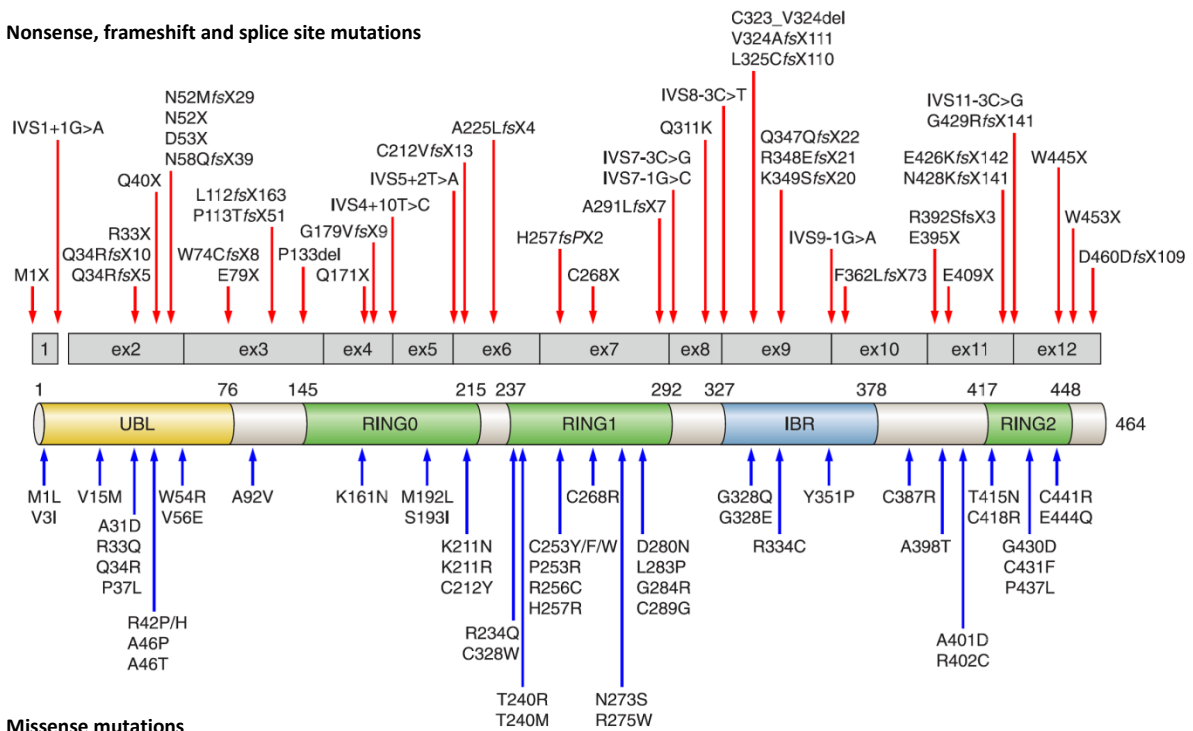 Nonsense, frameshift and splice site mutations
C323_V324del
V324AfsX111
L325CfsX110
N52MfsX29
N52X
D53X
N58QfsX39
IVS8-3C>T
IVS11-3C>G
G429RfsX141
IVS1+1G>A
A225LfsX4
Q311K
C212VfsX13
Q347QfsX22
R348EfsX21
K349SfsX20
IVS7-3C>G
IVS7-1G>C
E426KfsX142
N428KfsX141
W445X
Q40X
IVS5+2T>A
L112fsX163
P113TfsX51
IVS4+10T>C
A291LfsX7
R392SfsX3
E395X
W453X
R33X
Q34RfsX10
Q34RfsX5
G179VfsX9
H257fsPX2
IVS9-1G>A
D460DfsX109
W74CfsX8
E79X
P133del
M1X
Q171X
C268X
F362LfsX73
E409X
1 ex2 ex3 ex4 ex5 ex6 ex7 ex8 ex9 ex10 ex11 ex12
1 76 145 215 237 292 327 378 417 448
UBL RING0 RING1 IBR RING2 464
M1L
V3I
V15M
W54R
V56E
A92V
K161N
M192L
S193I
C268R
G328Q
G328E
Y351P
C387R
T415N
C418R
C441R
E444Q
A31D
R33Q
Q34R
P37L
K211N
K211R
C212Y
C253Y/F/W
P253R
R256C
H257R
D280N
L283P
G284R
C289G
R334C
A398T
G430D
C431F
P437L
R42P/H
A46P
A46T
R234Q
C328W
A401D
R402C
T240R
T240M
N273S
R275W
Missense mutations